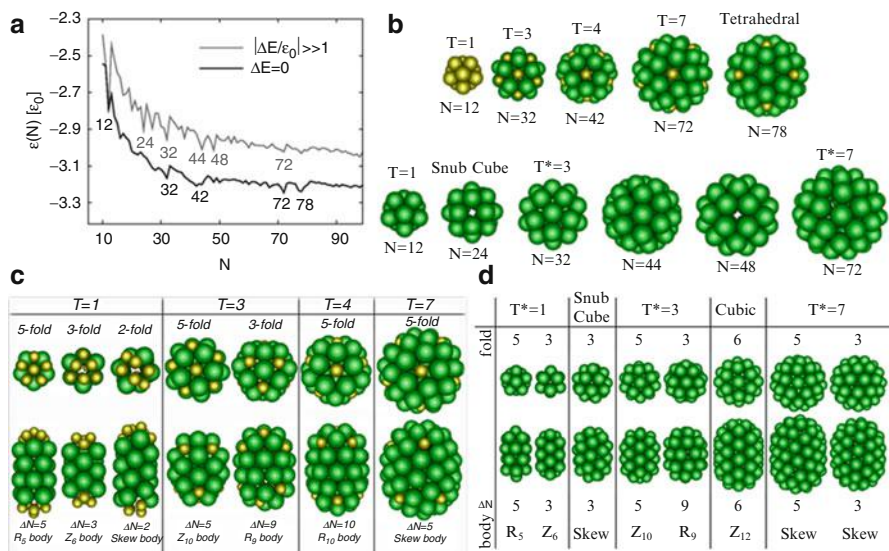 a
ε(N) [ε₀]
−2.3
−2.5
−2.7
−2.9
−3.1
−3.3
|ΔE/ε₀|>>1
ΔE=0
12
24
32
44 48
72
32
42
72 78
10 30 50 70 90
N
b
T=1 T=3 T=4 T=7 Tetrahedral
N=12 N=32 N=42 N=72 N=78
T=1 Snub Cube T*=3 T*=7
N=12 N=24 N=32 N=44 N=48 N=72
c
T=1 T=3 T=4 T=7
5-fold 3-fold 2-fold 5-fold 3-fold 5-fold 5-fold
ΔN=5 ΔN=3 ΔN=2 ΔN=5 ΔN=9 ΔN=10 ΔN=5
R₅ body Z₆ body Skew body Z₁₀ body R₉ body R₁₀ body Skew body
d
T*=1 Snub Cube T*=3 Cubic T*=7
fold 5 3 3 5 3 6 5 3
ΔN 5 3 3 5 9 6 5 3
body R₅ Z₆ Skew Z₁₀ R₉ Z₁₂ Skew Skew